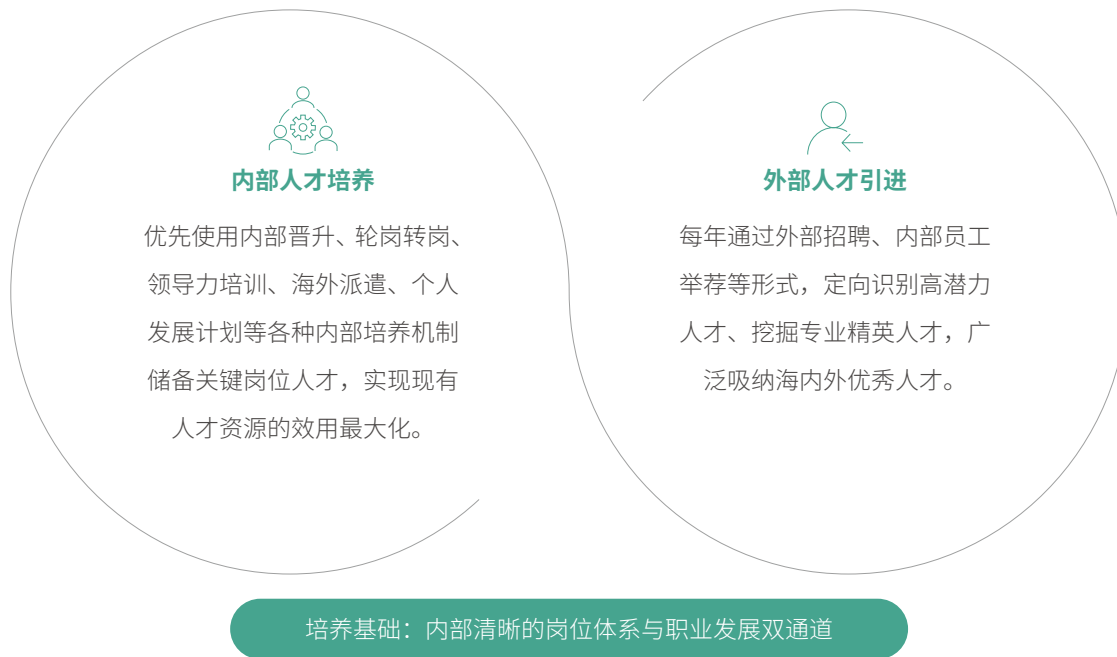 内部人才培养
优先使用内部晋升、轮岗转岗、
领导力培训、海外派遣、个人
发展计划等各种内部培养机制
储备关键岗位人才，实现现有
人才资源的效用最大化。
外部人才引进
每年通过外部招聘、内部员工
举荐等形式，定向识别高潜力
人才、挖掘专业精英人才，广
泛吸纳海内外优秀人才。
培养基础：内部清晰的岗位体系与职业发展双通道